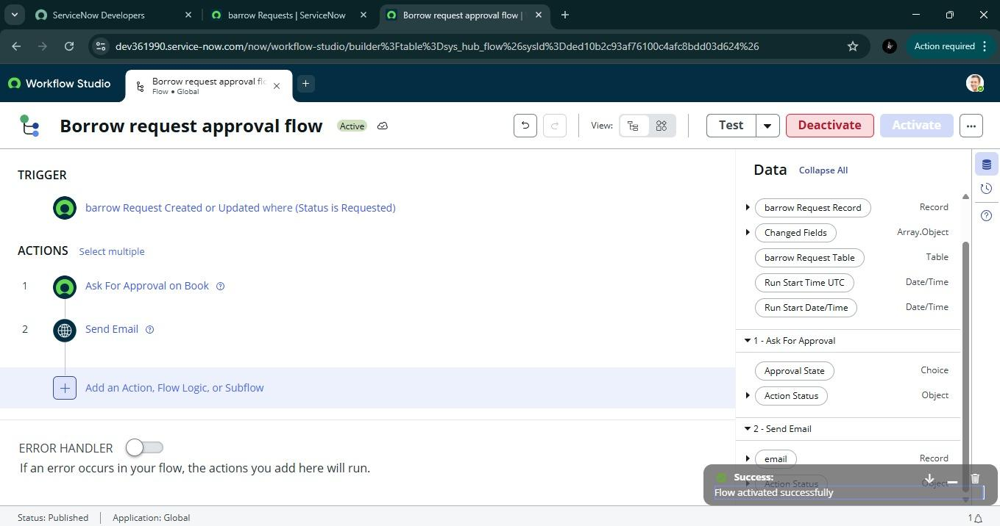 ServiceNow Developers
barrow Requests | ServiceNow
Borrow request approval flow |
dev361990.service-now.com/now/workflow-studio/builder%3Ftable%3Dsys_hub_flow%26sysId%3Dded10b2c93af76100c4afc8bdd03d624%26
Action required
Workflow Studio
Borrow request approval flo
Flow • Global
Borrow request approval flow
Active
View:
Test
Deactivate
Activate
TRIGGER
barrow Request Created or Updated where (Status is Requested)
ACTIONS
Select multiple
1
Ask For Approval on Book
2
Send Email
Add an Action, Flow Logic, or Subflow
ERROR HANDLER
If an error occurs in your flow, the actions you add here will run.
Data
Collapse All
barrow Request Record
Record
Changed Fields
Array.Object
barrow Request Table
Table
Run Start Time UTC
Date/Time
Run Start Date/Time
Date/Time
1 - Ask For Approval
Approval State
Choice
Action Status
Object
2 - Send Email
email
Record
Action Status
Object
Success:
Flow activated successfully
Status: Published
Application: Global
1